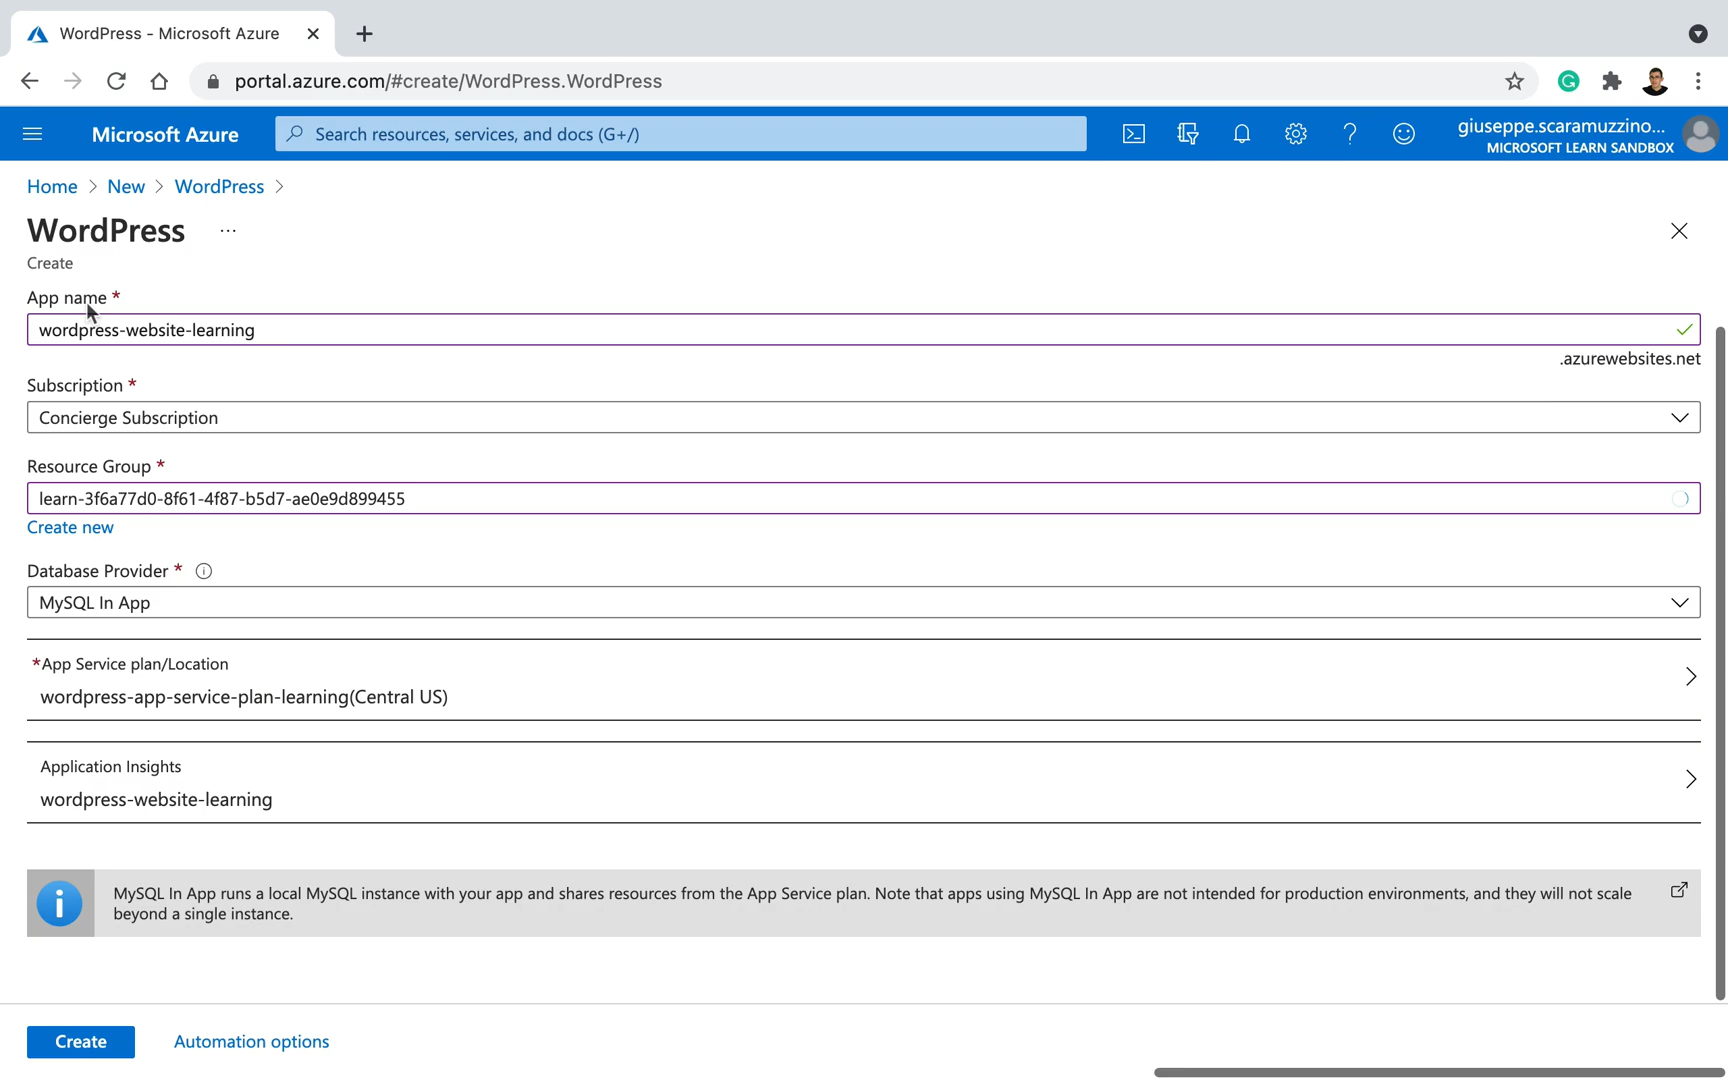 WordPress - Microsoft Azure
portal.azure.com/#create/WordPress.WordPress
Microsoft Azure
Search resources, services, and docs (G+/)
giuseppe.scaramuzzino...
MICROSOFT LEARN SANDBOX
Home > New > WordPress >
WordPress ...
Create
App name *
wordpress-website-learning
.azurewebsites.net
Subscription *
Concierge Subscription
Resource Group *
learn-3f6a77d0-8f61-4f87-b5d7-ae0e9d899455
Create new
Database Provider *
MySQL In App
*App Service plan/Location
wordpress-app-service-plan-learning(Central US)
Application Insights
wordpress-website-learning
MySQL In App runs a local MySQL instance with your app and shares resources from the App Service plan. Note that apps using MySQL In App are not intended for production environments, and they will not scale
beyond a single instance.
Create Automation options